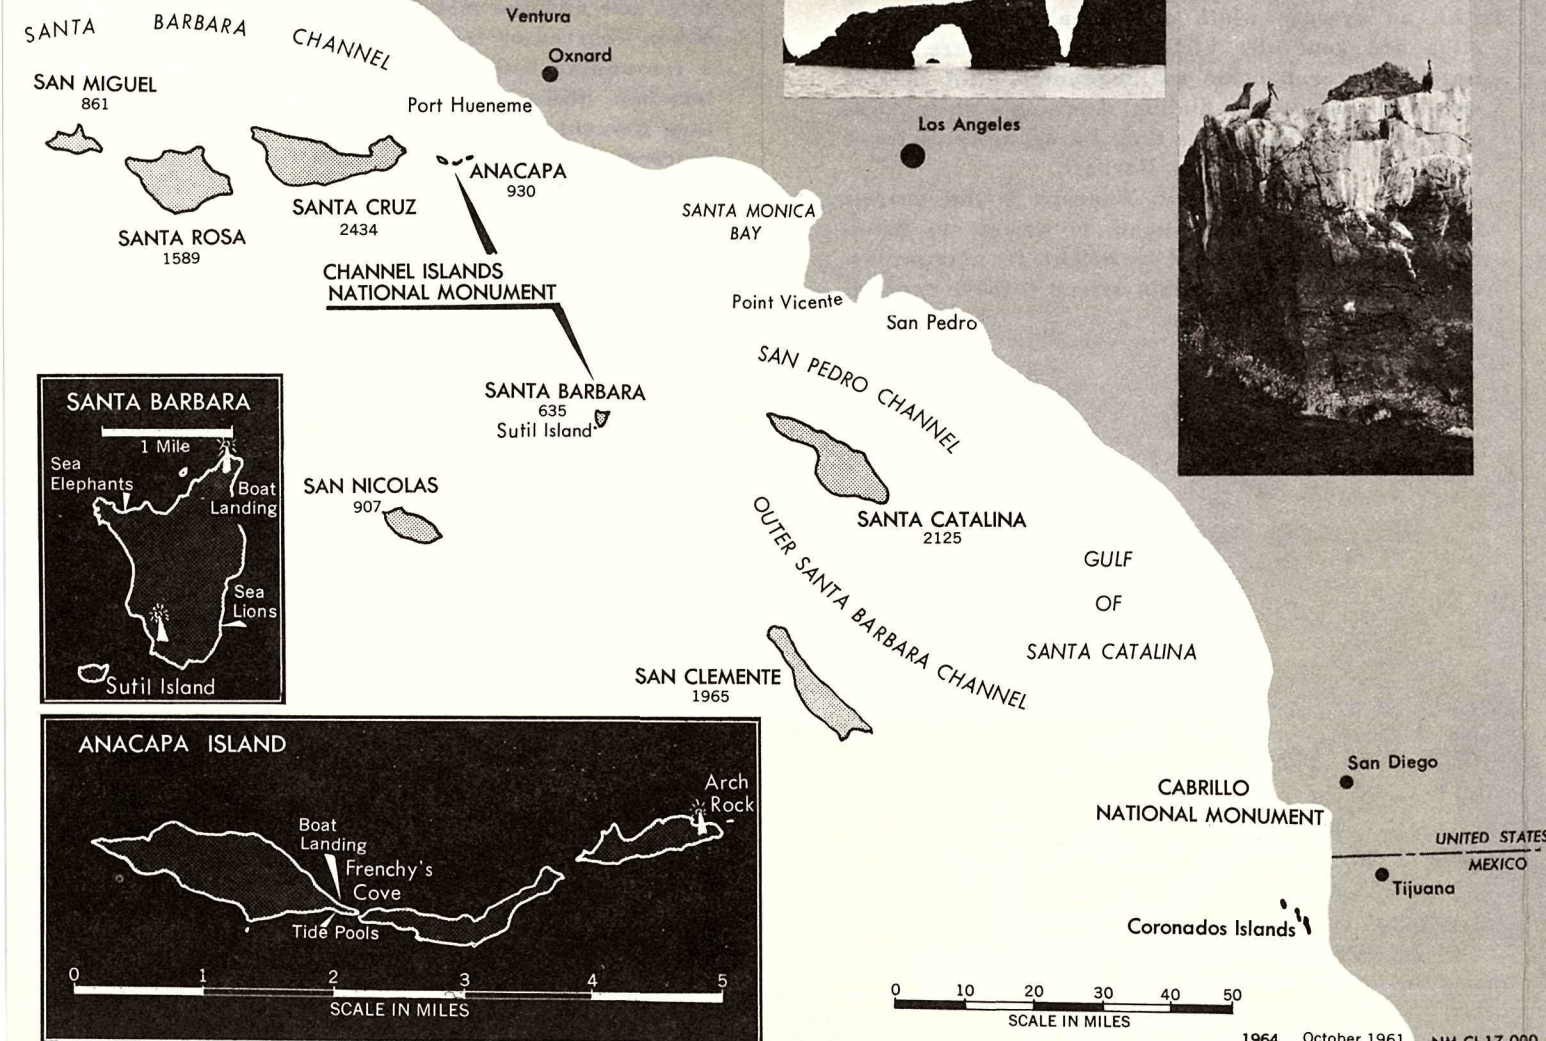 SANTA BARBARA CHANNEL
Ventura
Oxnard
SAN MIGUEL
861
Port Hueneme
Los Angeles
ANACAPA
930
SANTA CRUZ
2434
SANTA ROSA
1589
SANTA MONICA
BAY
CHANNEL ISLANDS
NATIONAL MONUMENT
Point Vicente
San Pedro
SAN PEDRO CHANNEL
SANTA BARBARA
635
Sutil Island
SANTA BARBARA
1 Mile
Sea
Elephants
Boat
Landing
Sea
Lions
Sutil Island
SAN NICOLAS
907
SANTA CATALINA
2125
OUTER SANTA BARBARA CHANNEL
GULF
OF
SANTA CATALINA
SAN CLEMENTE
1965
ANACAPA ISLAND
Arch
Rock
Boat
Landing
Frenchy's
Cove
Tide Pools
0 1 2 3 4 5
SCALE IN MILES
San Diego
CABRILLO
NATIONAL MONUMENT
UNITED STATES
MEXICO
Tijuana
Coronados Islands
0 10 20 30 40 50
SCALE IN MILES
1964 October 1961 NM-CI-17,000